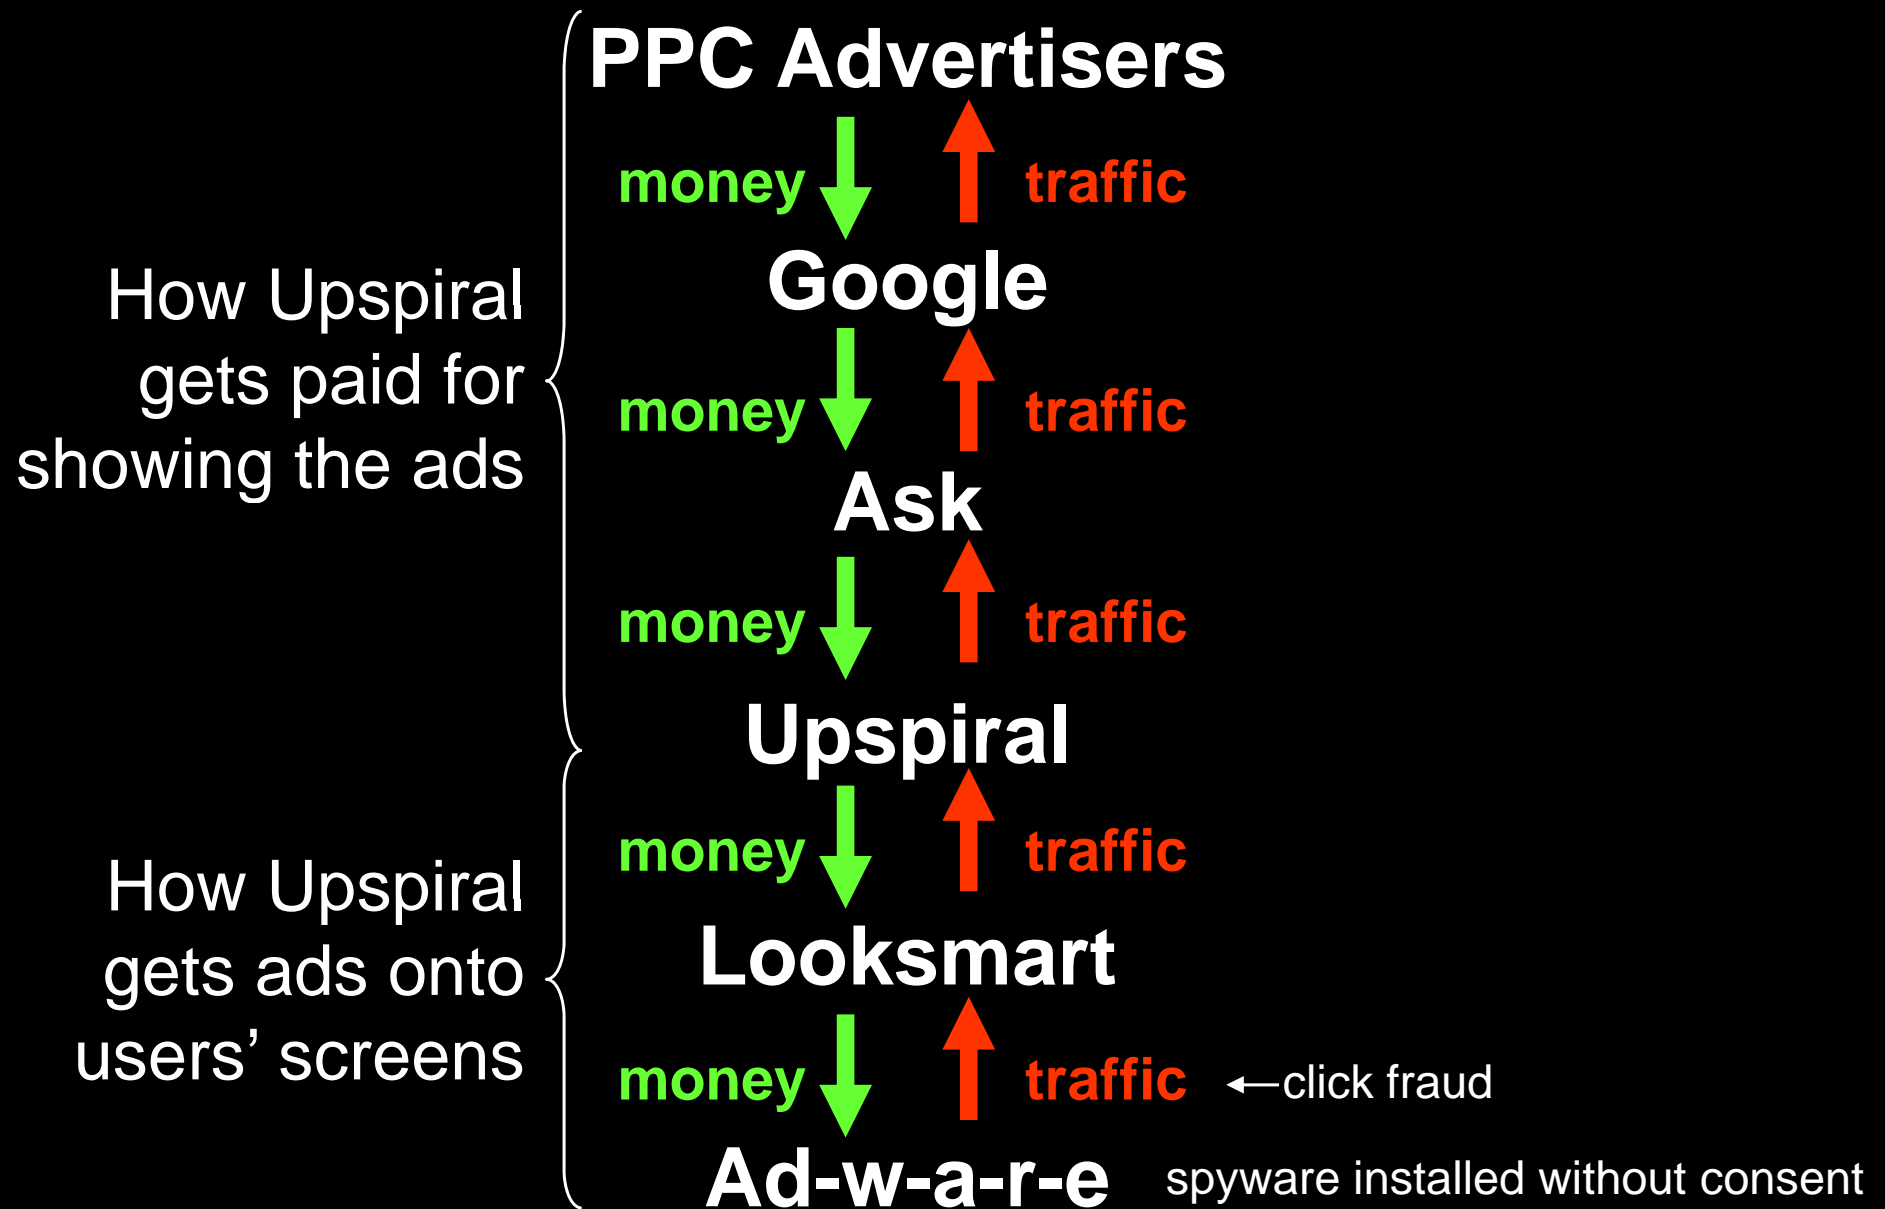 PPC Advertisers
money traffic
Google
How Upspiral
gets paid for
showing the ads
money traffic
Ask
money traffic
Upspiral
money traffic
How Upspiral
gets ads onto
users’ screens
Looksmart
money traffic click fraud
Ad-w-a-r-e spyware installed without consent